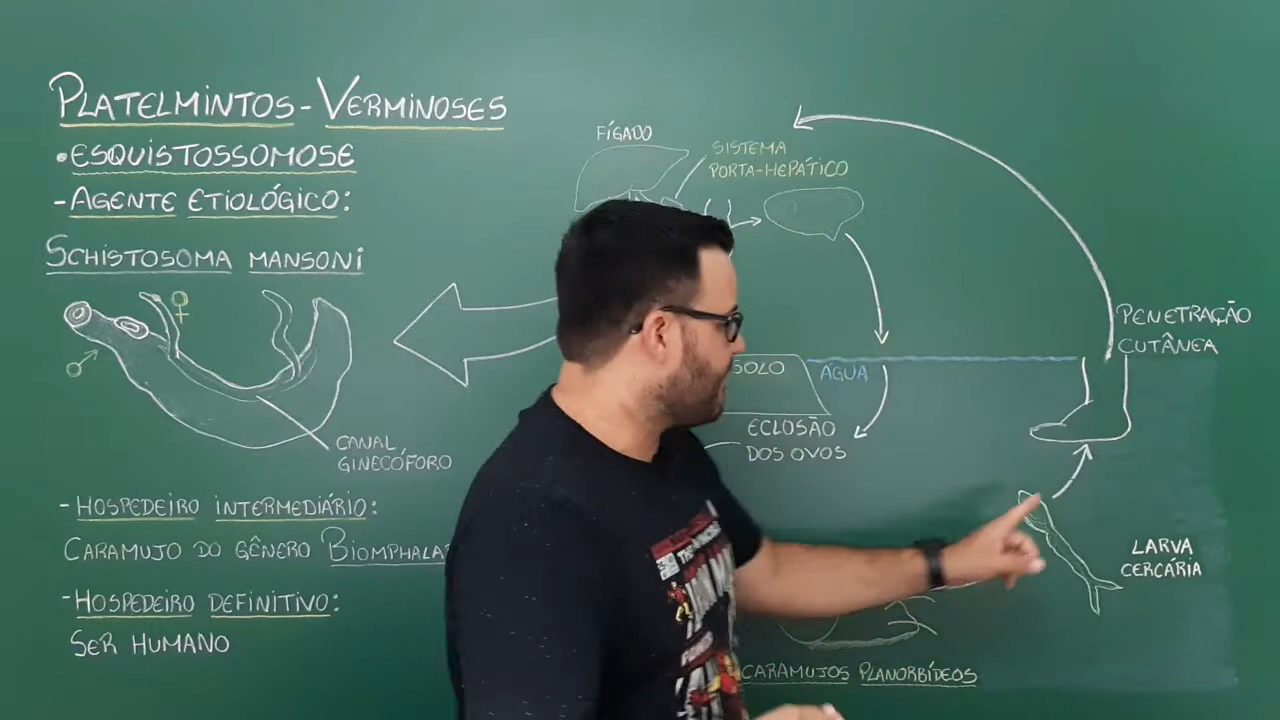 PLATELMINTOS - VERMINOSES
• ESQUISTOSSOMOSE
- AGENTE ETIOLÓGICO:
SCHISTOSOMA MANSONI
♀
♂
CANAL
GINECÓFORO
- HOSPEDEIRO INTERMEDIÁRIO:
CARAMUJO DO GÊNERO
- HOSPEDEIRO DEFINITIVO:
SER HUMANO
FÍGADO
SISTEMA
PORTA-HEPÁTICO
PENETRAÇÃO
CUTÂNEA
SOLO
ÁGUA
ECLOSÃO
DOS OVOS
LARVA
CERCÁRIA
CARAMUJOS PLANORBÍDEOS